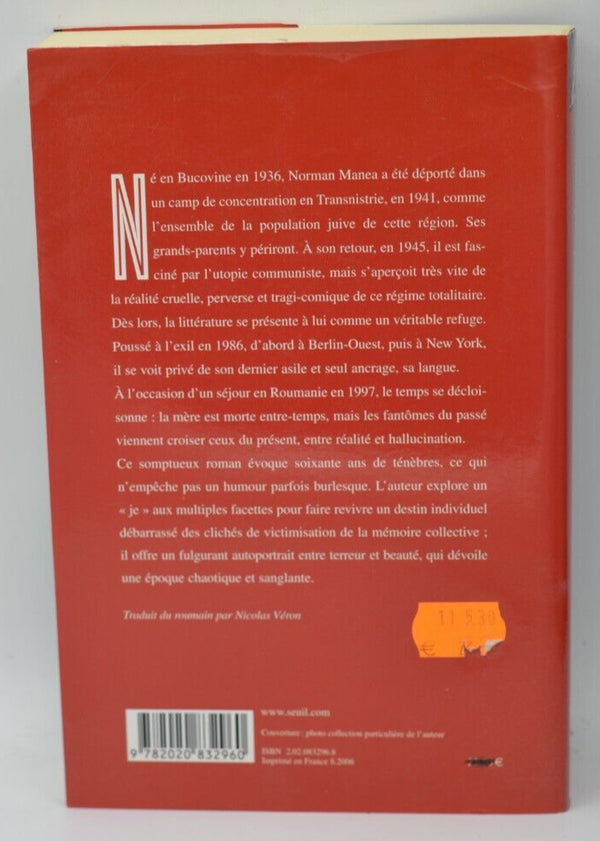 Né en Bucovine en 1936, Norman Manea a été déporté dans
un camp de concentration en Transnistrie, en 1941, comme
l'ensemble de la population juive de cette région. Ses
grands-parents y périront. À son retour, en 1945, il est fas-
ciné par l'utopie communiste, mais s'aperçoit très vite de
la réalité cruelle, perverse et tragi-comique de ce régime totalitaire.
Dès lors, la littérature se présente à lui comme un véritable refuge.
Poussé à l'exil en 1986, d'abord à Berlin-Ouest, puis à New York,
il se voit privé de son dernier asile et seul ancrage, sa langue.
À l'occasion d'un séjour en Roumanie en 1997, le temps se décloi-
sonne : la mère est morte entre-temps, mais les fantômes du passé
viennent croiser ceux du présent, entre réalité et hallucination.
Ce somptueux roman évoque soixante ans de ténèbres, ce qui
n'empêche pas un humour parfois burlesque. L'auteur explore un
« je » aux multiples facettes pour faire revivre un destin individuel
débarrassé des clichés de victimisation de la mémoire collective ;
il offre un fulgurant autoportrait entre terreur et beauté, qui dévoile
une époque chaotique et sanglante.
Traduit du roumain par Nicolas Véron
11 530
€
www.seuil.com
Couverture : photo collection particulière de l'auteur
ISBN 2.02.083296.8
Imprimé en France 8.2006
9 782020 832960
€